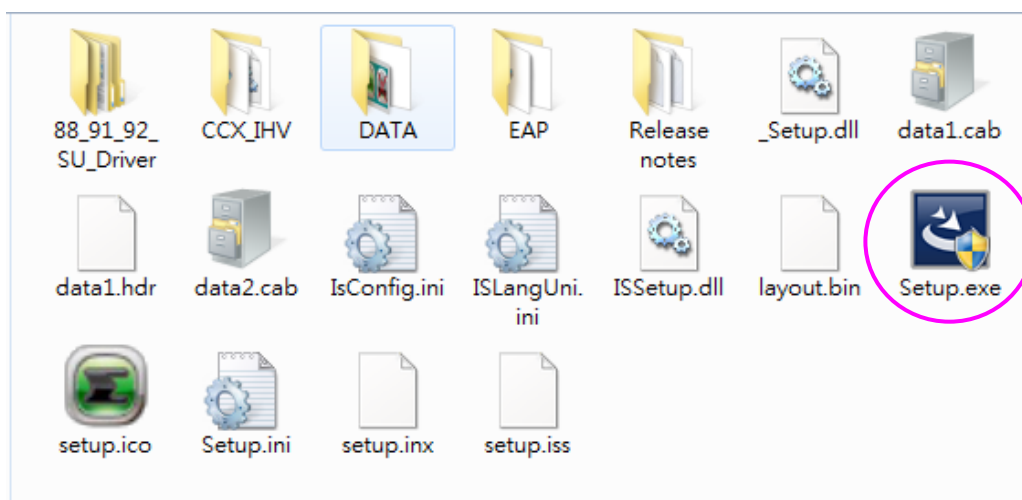 88_91_92_
SU_Driver
CCX_IHV
DATA
EAP
Release
notes
_Setup.dll
data1.cab
data1.hdr
data2.cab
IsConfig.ini
ISLangUni.
ini
ISSetup.dll
layout.bin
Setup.exe
setup.ico
Setup.ini
setup.inx
setup.iss